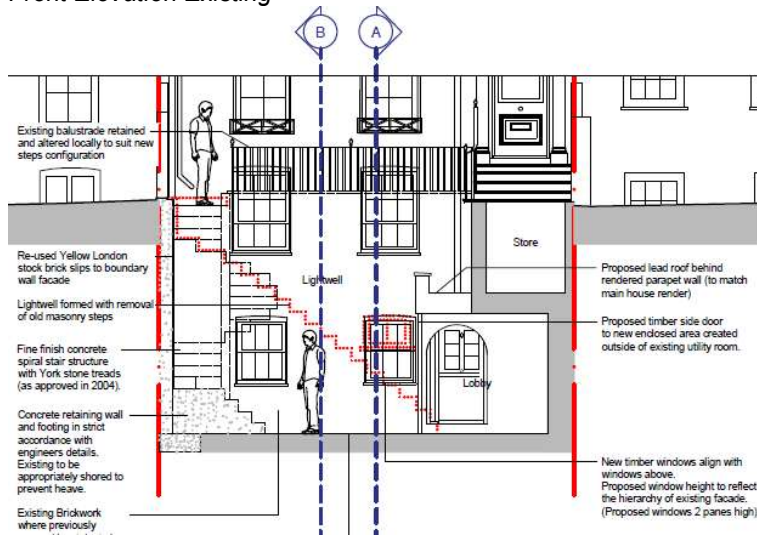 Front Elevation Existing
B
A
Existing balustrade retained
and altered locally to suit new
steps configuration
Re-used Yellow London
stock brick slips to boundary
wall facade
Lightwell formed with removal
of old masonry steps
Fine finish concrete
spiral stair structure
with York stone treads
(as approved in 2004).
Concrete retaining wall
and footing in strict
accordance with
engineers details.
Existing to be
appropriately shored to
prevent heave.
Existing Brickwork
where previously
Lightwell
Store
Lobby
Proposed lead roof behind
rendered parapet wall (to match
main house render)
Proposed timber side door
to new enclosed area created
outside of existing utility room.
New timber windows align with
windows above.
Proposed window height to reflect
the hierarchy of existing facade.
(Proposed windows 2 panes high)